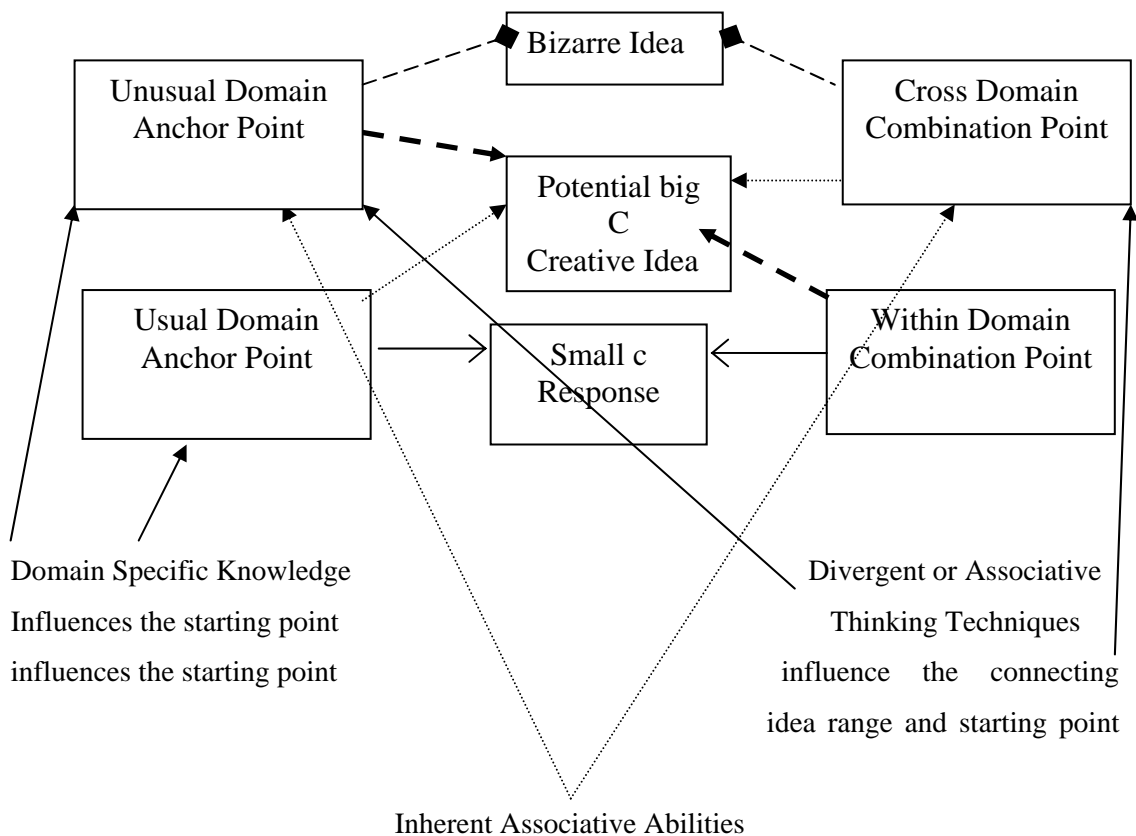 Bizarre Idea
Unusual Domain
Anchor Point
Cross Domain
Combination Point
Potential big
C
Creative Idea
Usual Domain
Anchor Point
Small c
Response
Within Domain
Combination Point
Domain Specific Knowledge
Influences the starting point
influences the starting point
Divergent or Associative
Thinking Techniques
influence the connecting
idea range and starting point
Inherent Associative Abilities